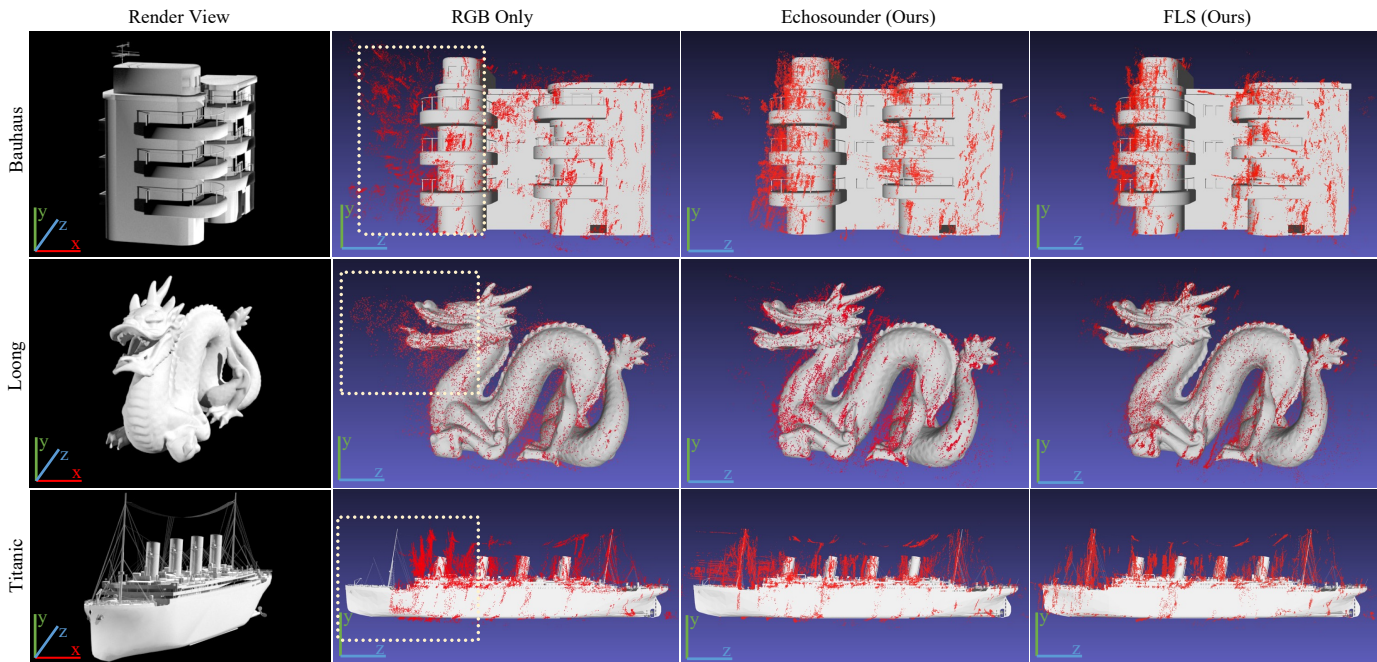 Render View RGB Only Echosounder (Ours) FLS (Ours)
Bauhaus
y z x
y z
y z
y z
Loong
y z x
y z
y z
y z
Titanic
y z x
y z
y z
y z